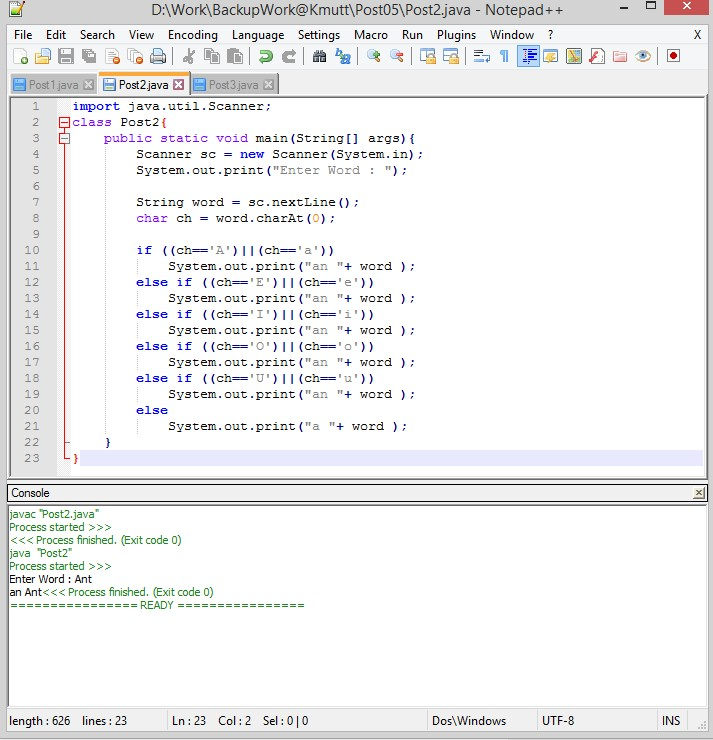 D:\Work\BackupWork@Kmutt\Post05\Post2.java - Notepad++
File Edit Search View Encoding Language Settings Macro Run Plugins Window ? X
Post1.java Post2.java Post3.java
1 import java.util.Scanner;
2 class Post2{
3 public static void main(String[] args){
4 Scanner sc = new Scanner(System.in);
5 System.out.print("Enter Word : ");
6
7 String word = sc.nextLine();
8 char ch = word.charAt(0);
9
10 if ((ch=='A')||(ch=='a'))
11 System.out.print("an "+ word );
12 else if ((ch=='E')||(ch=='e'))
13 System.out.print("an "+ word );
14 else if ((ch=='I')||(ch=='i'))
15 System.out.print("an "+ word );
16 else if ((ch=='O')||(ch=='o'))
17 System.out.print("an "+ word );
18 else if ((ch=='U')||(ch=='u'))
19 System.out.print("an "+ word );
20 else
21 System.out.print("a "+ word );
22 }
23 }
Console
javac "Post2.java"
Process started >>>
<<< Process finished. (Exit code 0)
java "Post2"
Process started >>>
Enter Word : Ant
an Ant<<< Process finished. (Exit code 0)
================ READY ================
length : 626 lines : 23 Ln : 23 Col : 2 Sel : 0 | 0 Dos\Windows UTF-8 INS